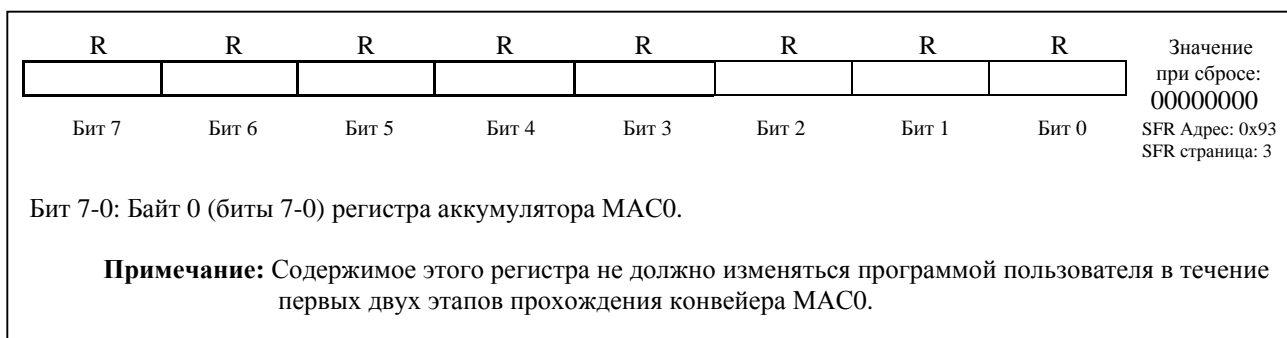 R R R R R R R R Значение
при сбросе:
00000000
Бит 7 Бит 6 Бит 5 Бит 4 Бит 3 Бит 2 Бит 1 Бит 0 SFR Адрес: 0x93
SFR страница: 3
Бит 7-0: Байт 0 (биты 7-0) регистра аккумулятора MAC0.
Примечание: Содержимое этого регистра не должно изменяться программой пользователя в течение
первых двух этапов прохождения конвейера MAC0.